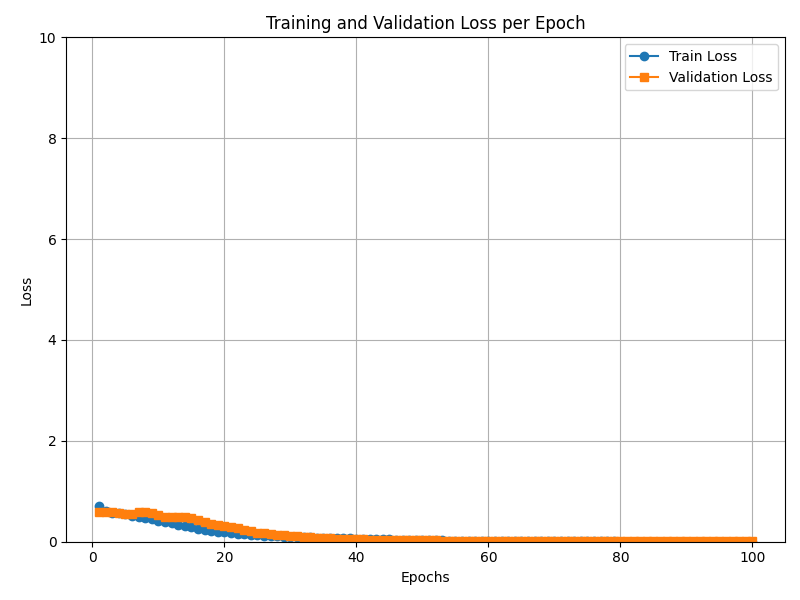 Training and Validation Loss per Epoch
Train Loss
Validation Loss
10
8
6
4
2
0
Loss
0 20 40 60 80 100
Epochs